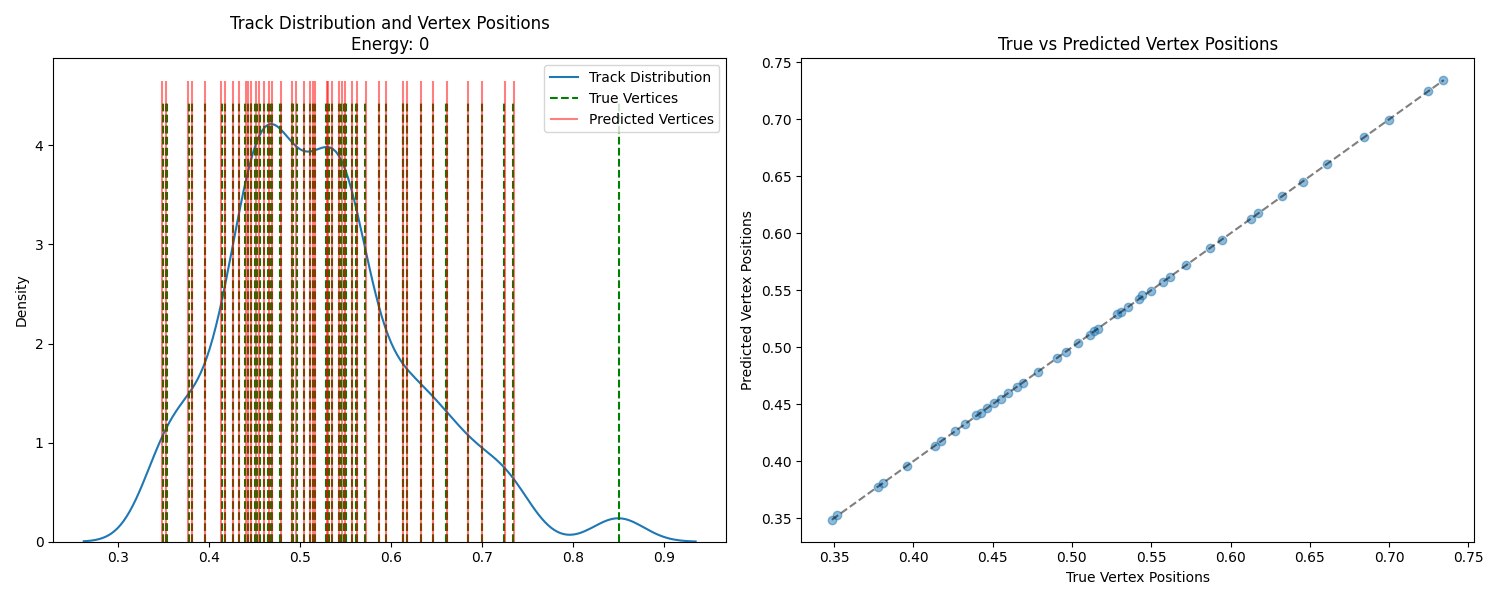 Track Distribution and Vertex Positions
Energy: 0
Track Distribution
True Vertices
Predicted Vertices
Density
4
3
2
1
0
0.3 0.4 0.5 0.6 0.7 0.8 0.9
True vs Predicted Vertex Positions
Predicted Vertex Positions
0.75
0.70
0.65
0.60
0.55
0.50
0.45
0.40
0.35
0.35 0.40 0.45 0.50 0.55 0.60 0.65 0.70 0.75
True Vertex Positions